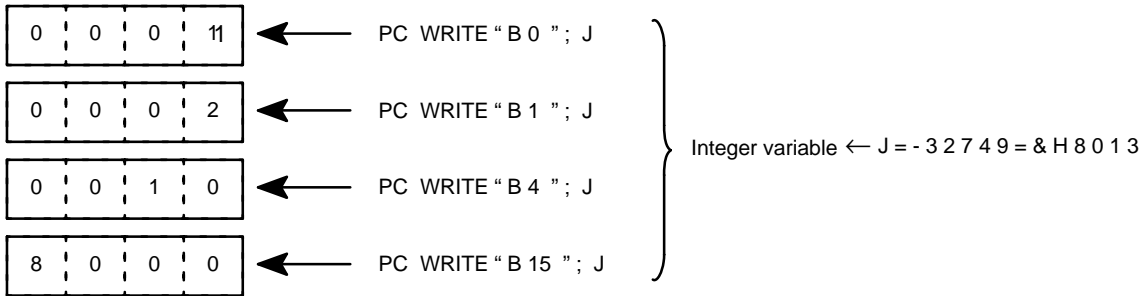 0 0 0 11 PC WRITE “ B 0 ” ; J
0 0 0 2 PC WRITE “ B 1 ” ; J
Integer variable ← J = - 3 2 7 4 9 = & H 8 0 1 3
0 0 1 0 PC WRITE “ B 4 ” ; J
8 0 0 0 PC WRITE “ B 15 ” ; J